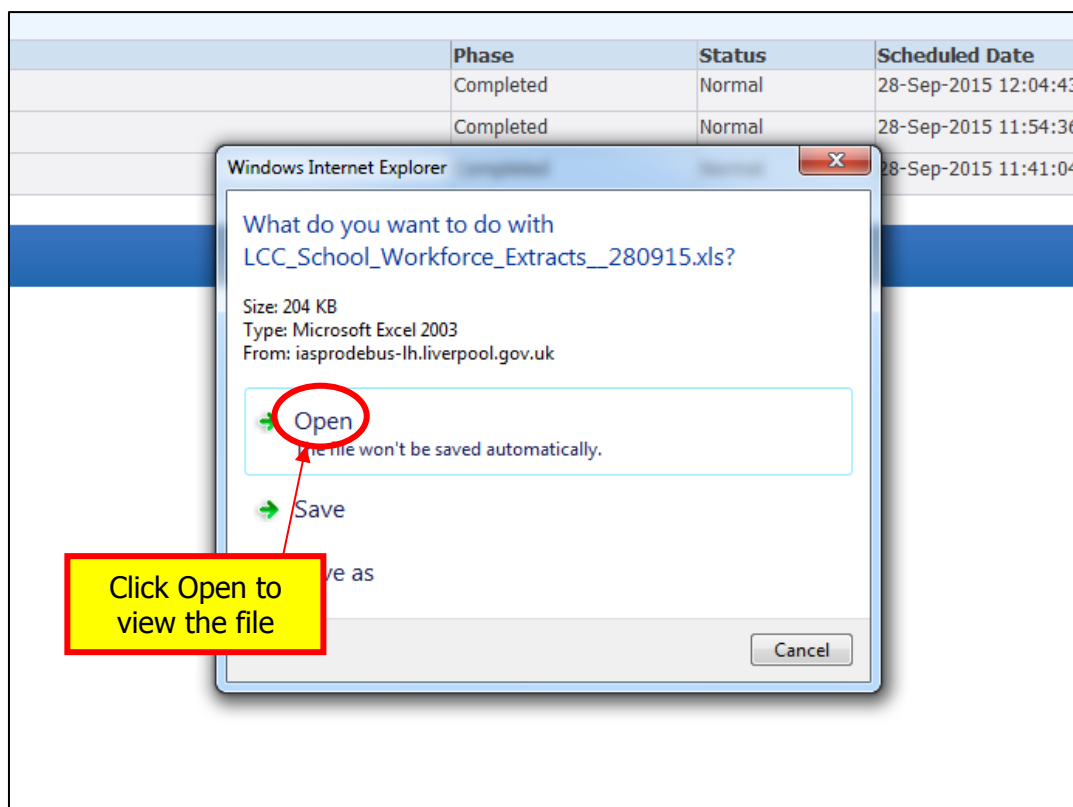 Phase Status Scheduled Date
Completed Normal 28-Sep-2015 12:04:43
Completed Normal 28-Sep-2015 11:54:36
28-Sep-2015 11:41:04
Windows Internet Explorer
What do you want to do with
LCC_School_Workforce_Extracts__280915.xls?
Size: 204 KB
Type: Microsoft Excel 2003
From: iasprodebus-lh.liverpool.gov.uk
Open
The file won't be saved automatically.
Save
ve as
Click Open to
view the file
Cancel